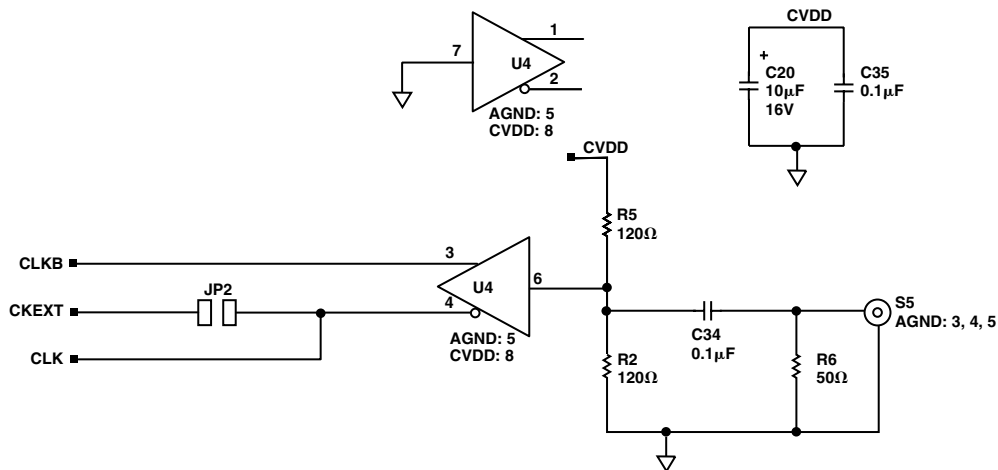 1
7
U4
2
AGND: 5
CVDD: 8
CVDD
+
C20
10µF
16V
C35
0.1µF
CVDD
R5
120Ω
CLKB
3
6
U4
JP2
4
CKEXT
AGND: 5
CVDD: 8
CLK
C34
0.1µF
S5
AGND: 3, 4, 5
R2
120Ω
R6
50Ω